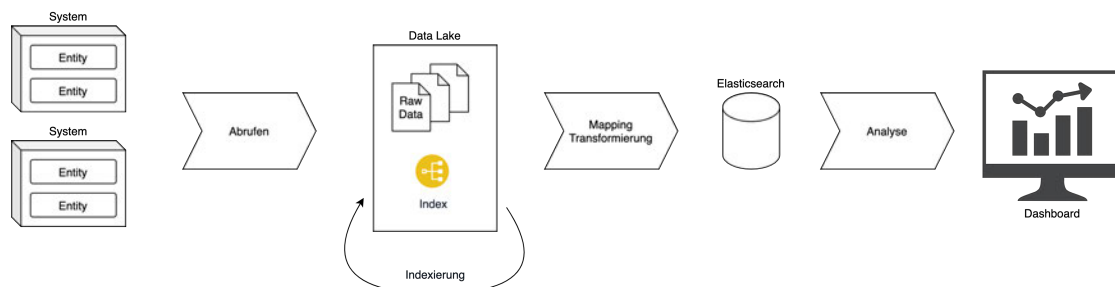 System
Entity
Entity
System
Entity
Entity
Abrufen
Data Lake
Raw
Data
Index
Indexierung
Mapping
Transformierung
Elasticsearch
Analyse
Dashboard